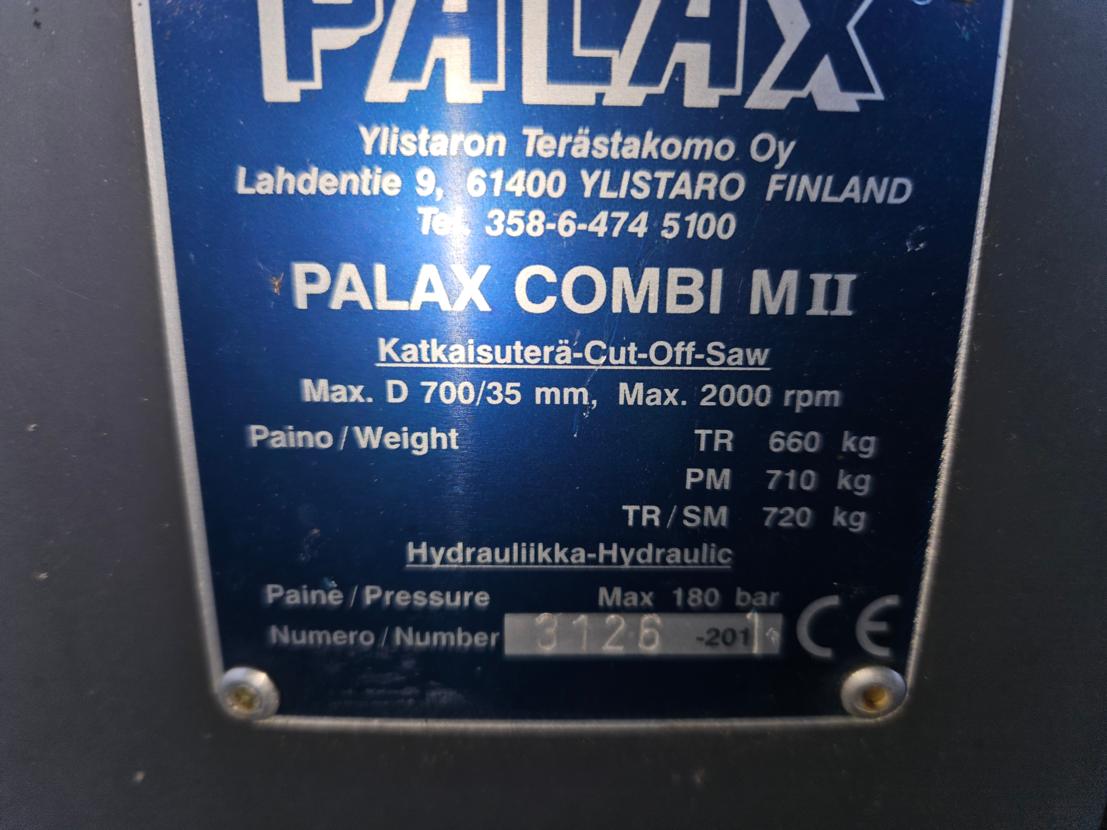 PALAX
Ylistaron Terästakomo Oy
Lahdentie 9, 61400 YLISTARO FINLAND
Tel. 358-6-474 5100
PALAX COMBI M II
Katkaisuterä-Cut-Off-Saw
Max. D 700/35 mm, Max. 2000 rpm
Paino / Weight TR 660 kg
PM 710 kg
TR / SM 720 kg
Hydrauliikka-Hydraulic
Paine / Pressure Max 180 bar
Numero / Number 3126 -2011 CE